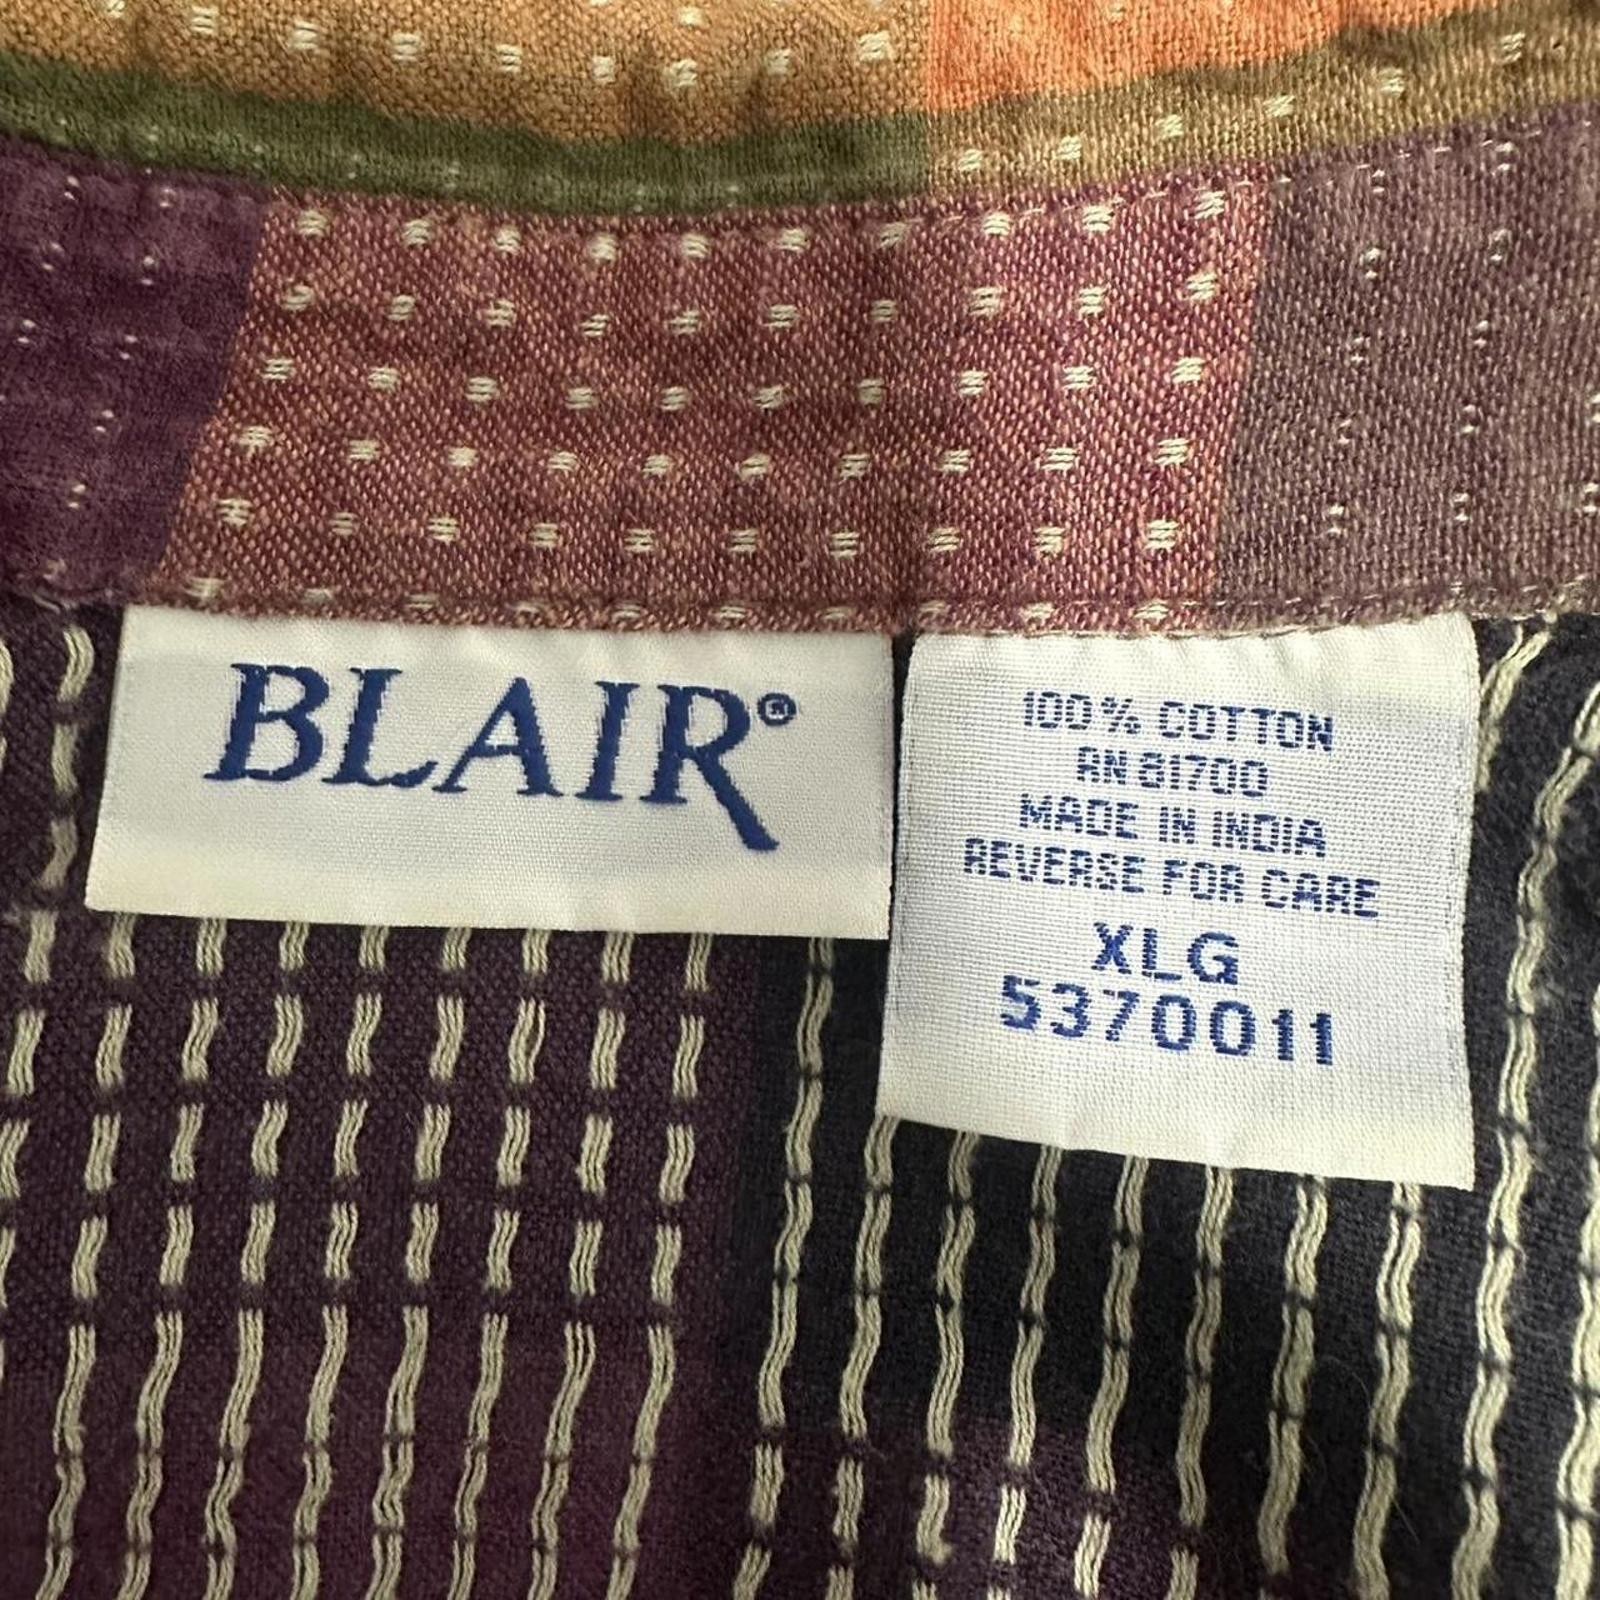 BLAIR®
100% COTTON
RN 81700
MADE IN INDIA
REVERSE FOR CARE
XLG
5370011